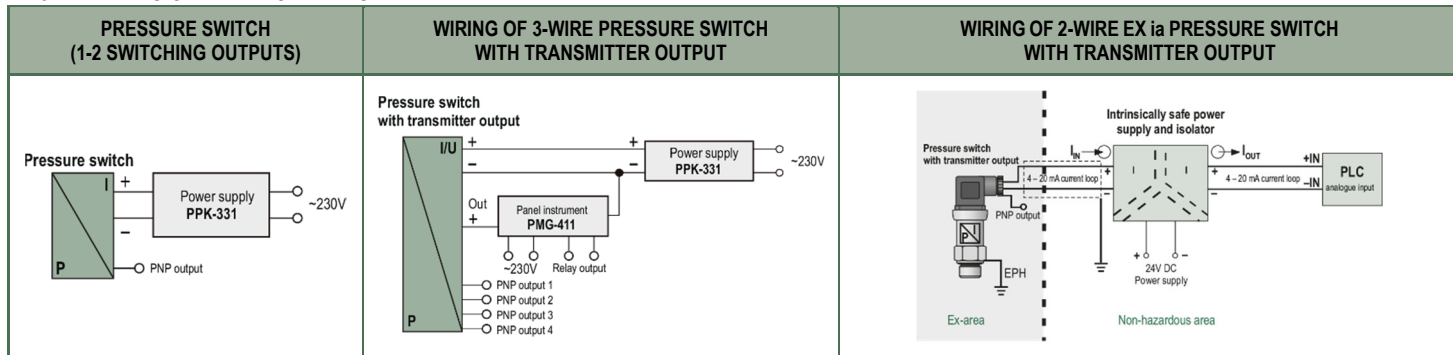 PRESSURE SWITCH
(1-2 SWITCHING OUTPUTS)
WIRING OF 3-WIRE PRESSURE SWITCH
WITH TRANSMITTER OUTPUT
WIRING OF 2-WIRE EX ia PRESSURE SWITCH
WITH TRANSMITTER OUTPUT
Pressure switch
I
+
–
Power supply
PPK-331
~230V
P
PNP output
Pressure switch
with transmitter output
I/U
+
–
+
–
Power supply
PPK-331
~230V
Out
+
Panel instrument
PMG-411
~230V
Relay output
PNP output 1
PNP output 2
PNP output 3
PNP output 4
P
Intrinsically safe power
supply and isolator
Pressure switch
with transmitter output
IIN
IOUT
4 – 20 mA current loop
+
–
+
–
4 – 20 mA current loop
+IN
–IN
PLC
analogue input
PNP output
P I
EPH
+ –
24V DC
Power supply
Ex-area
Non-hazardous area